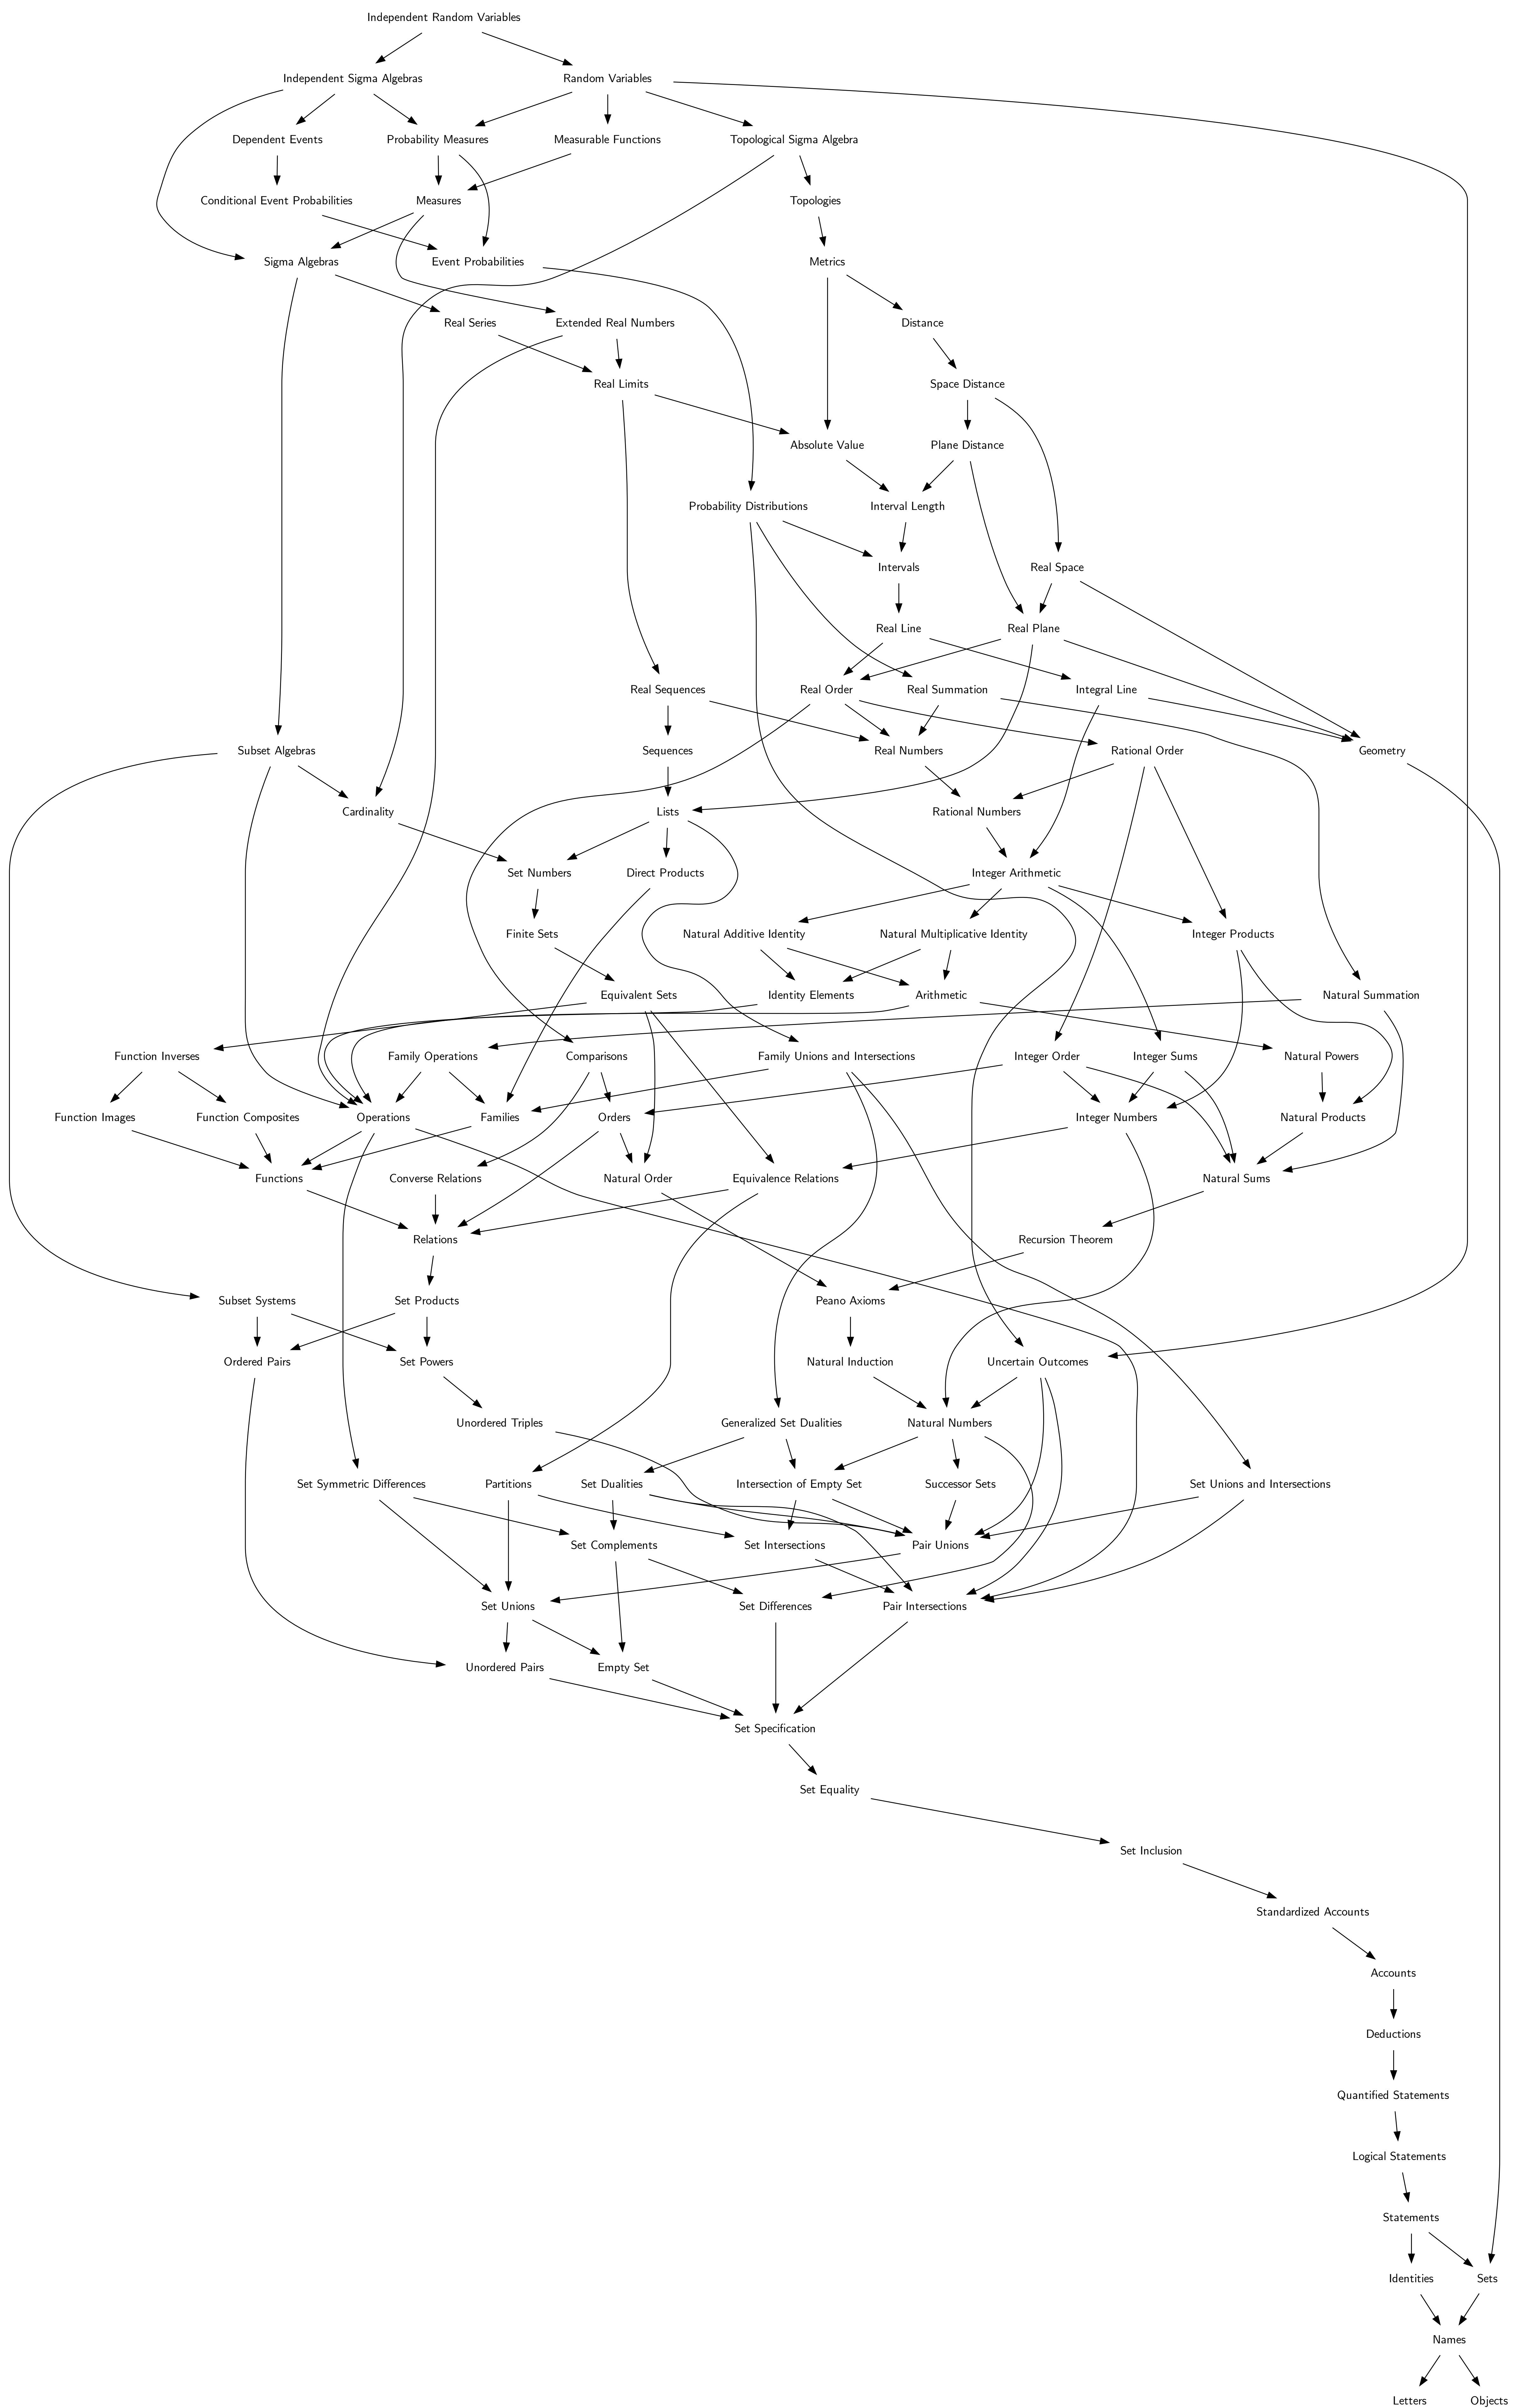 Independent Random Variables
Independent Sigma Algebras
Random Variables
Dependent Events
Probability Measures
Measurable Functions
Topological Sigma Algebra
Conditional Event Probabilities
Measures
Topologies
Sigma Algebras
Event Probabilities
Metrics
Real Series
Extended Real Numbers
Distance
Real Limits
Space Distance
Absolute Value
Plane Distance
Probability Distributions
Interval Length
Intervals
Real Space
Real Line
Real Plane
Real Sequences
Real Order
Real Summation
Integral Line
Subset Algebras
Sequences
Real Numbers
Rational Order
Geometry
Cardinality
Lists
Rational Numbers
Set Numbers
Direct Products
Integer Arithmetic
Finite Sets
Natural Additive Identity
Natural Multiplicative Identity
Integer Products
Equivalent Sets
Identity Elements
Arithmetic
Natural Summation
Function Inverses
Family Operations
Comparisons
Family Unions and Intersections
Integer Order
Integer Sums
Natural Powers
Function Images
Function Composites
Operations
Families
Orders
Integer Numbers
Natural Products
Functions
Converse Relations
Natural Order
Equivalence Relations
Natural Sums
Relations
Recursion Theorem
Subset Systems
Set Products
Peano Axioms
Ordered Pairs
Set Powers
Natural Induction
Uncertain Outcomes
Unordered Triples
Generalized Set Dualities
Natural Numbers
Set Symmetric Differences
Partitions
Set Dualities
Intersection of Empty Set
Successor Sets
Set Unions and Intersections
Set Complements
Set Intersections
Pair Unions
Set Unions
Set Differences
Pair Intersections
Unordered Pairs
Empty Set
Set Specification
Set Equality
Set Inclusion
Standardized Accounts
Accounts
Deductions
Quantified Statements
Logical Statements
Statements
Identities
Sets
Names
Letters
Objects